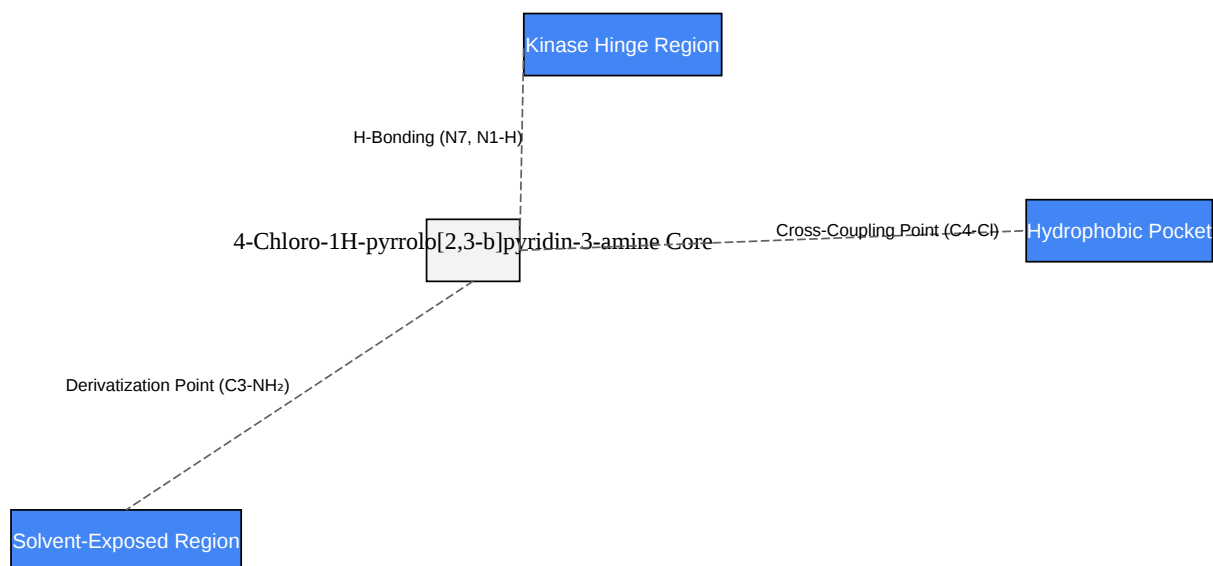 Kinase Hinge Region
H-Bonding (N7, N1-H)
4-Chloro-1H-pyrrolo[2,3-b]pyridin-3-amine Core
Cross-Coupling Point (C4-Cl)
Hydrophobic Pocket
Derivatization Point (C3-NH₂)
Solvent-Exposed Region